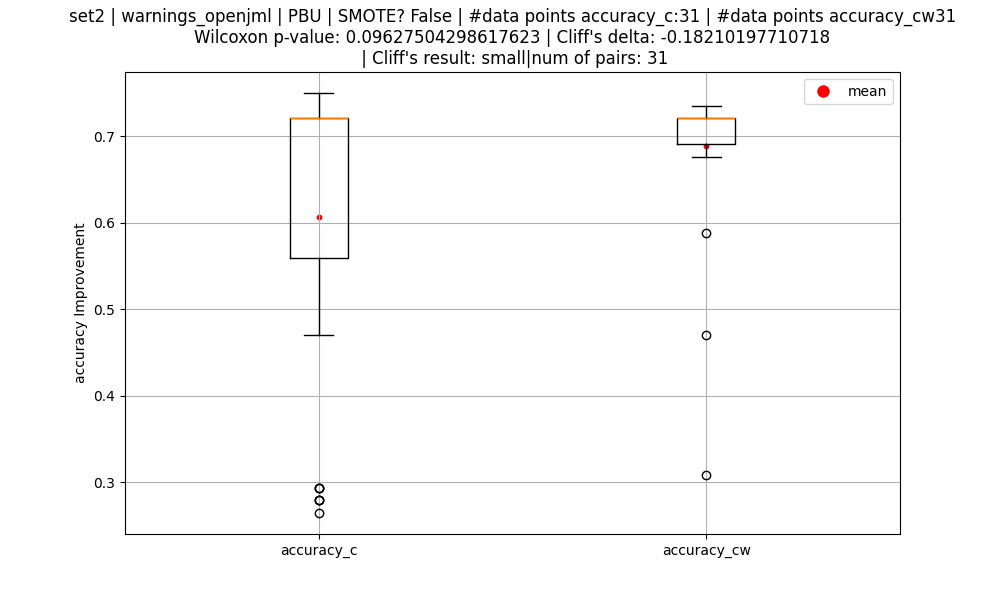 set2 | warnings_openjml | PBU | SMOTE? False | #data points accuracy_c:31 | #data points accuracy_cw31
Wilcoxon p-value: 0.09627504298617623 | Cliff's delta: -0.18210197710718
| Cliff's result: small|num of pairs: 31
mean
0.7
0.6
0.5
0.4
0.3
accuracy Improvement
accuracy_c
accuracy_cw